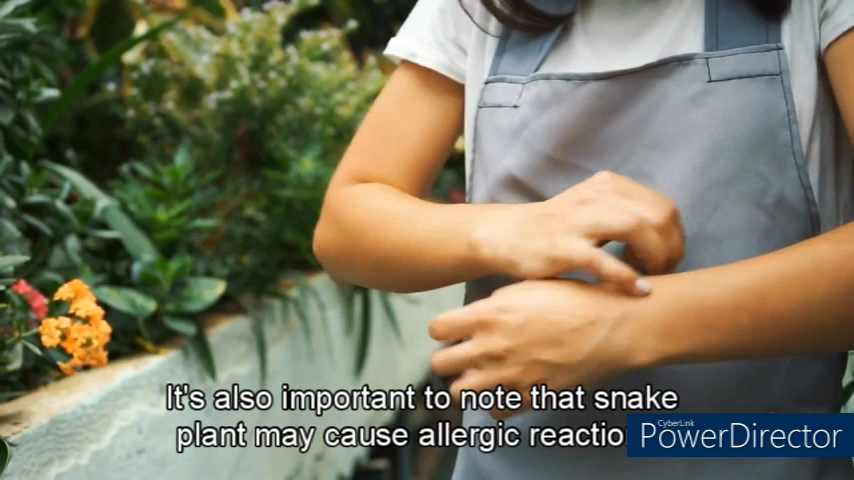 It's also important to note that snake
plant may cause allergic reactio
CyberLink
PowerDirector